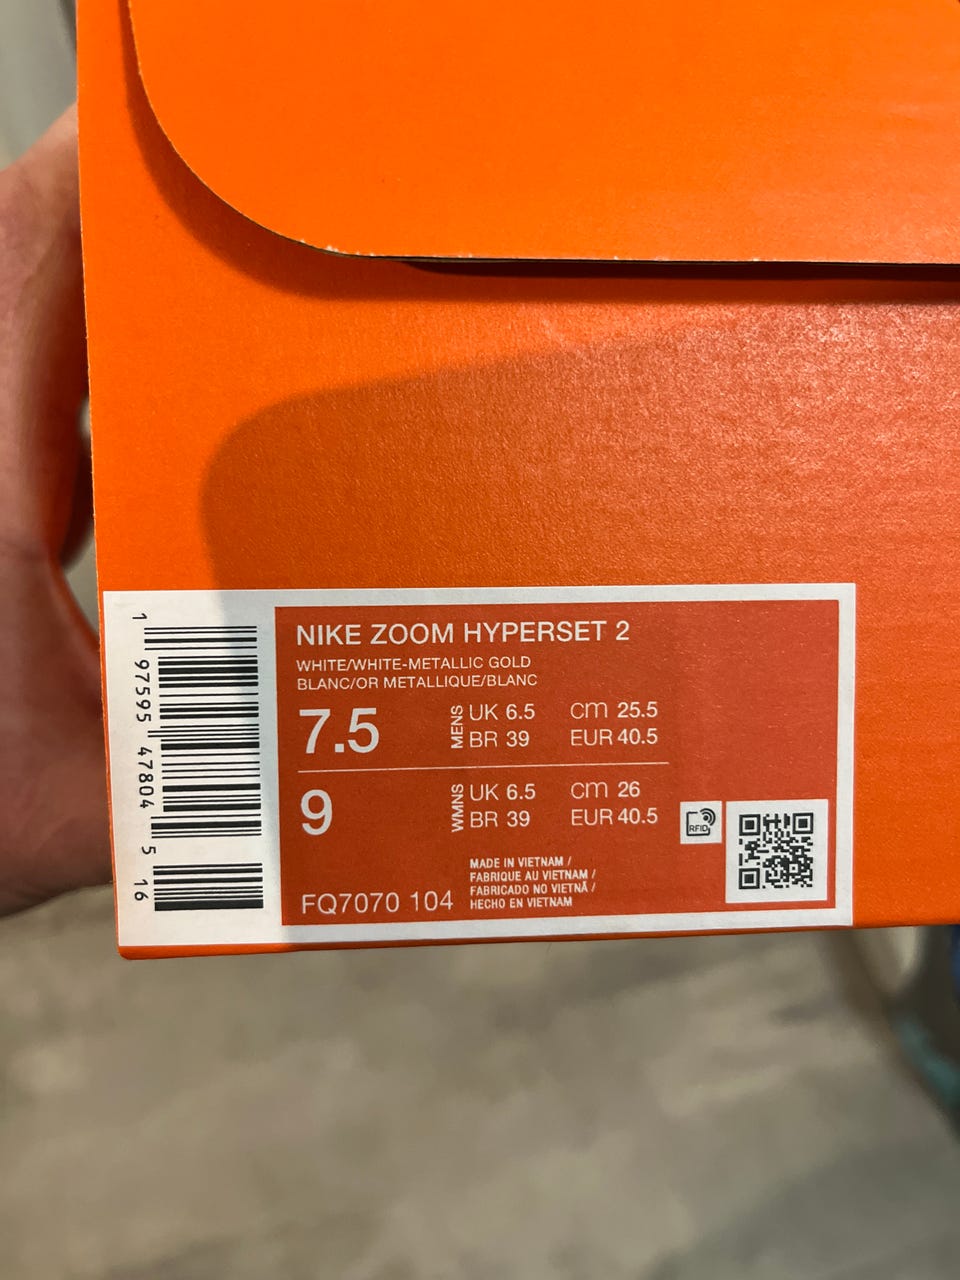 NIKE ZOOM HYPERSET 2
WHITE/WHITE-METALLIC GOLD
BLANC/OR METALLIQUE/BLANC
7.5 MENS UK 6.5 cm 25.5
BR 39 EUR 40.5
9 WMNS UK 6.5 cm 26
BR 39 EUR 40.5
RFID
MADE IN VIETNAM /
FABRIQUE AU VIETNAM /
FABRICADO NO VIETNÃ /
HECHO EN VIETNAM
FQ7070 104
1 97595 47804 5 16